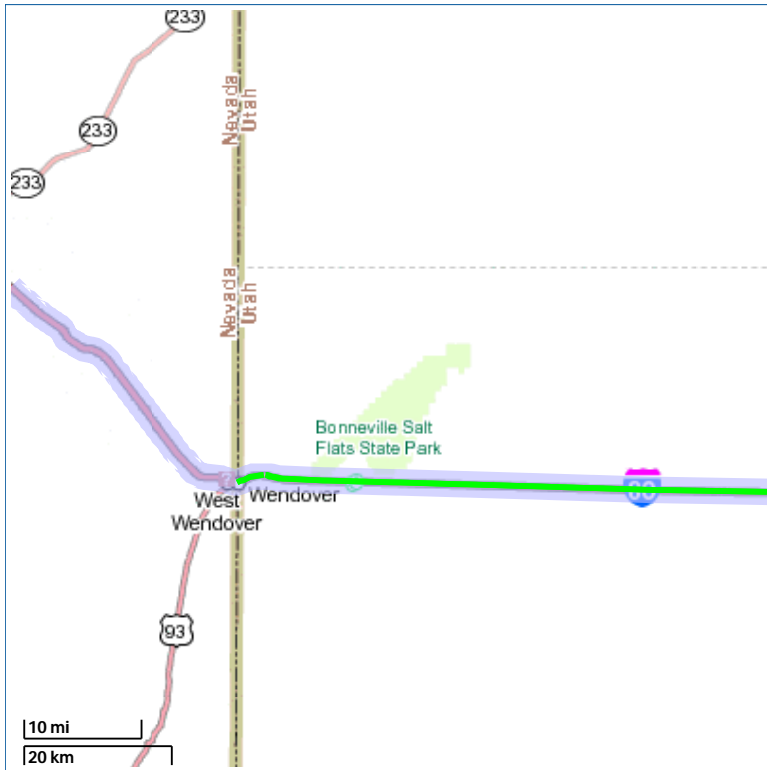 233
Nevada
Utah
233
233
Nevada
Utah
Bonneville Salt
Flats State Park
80
West
Wendover
Wendover
93
10 mi
20 km